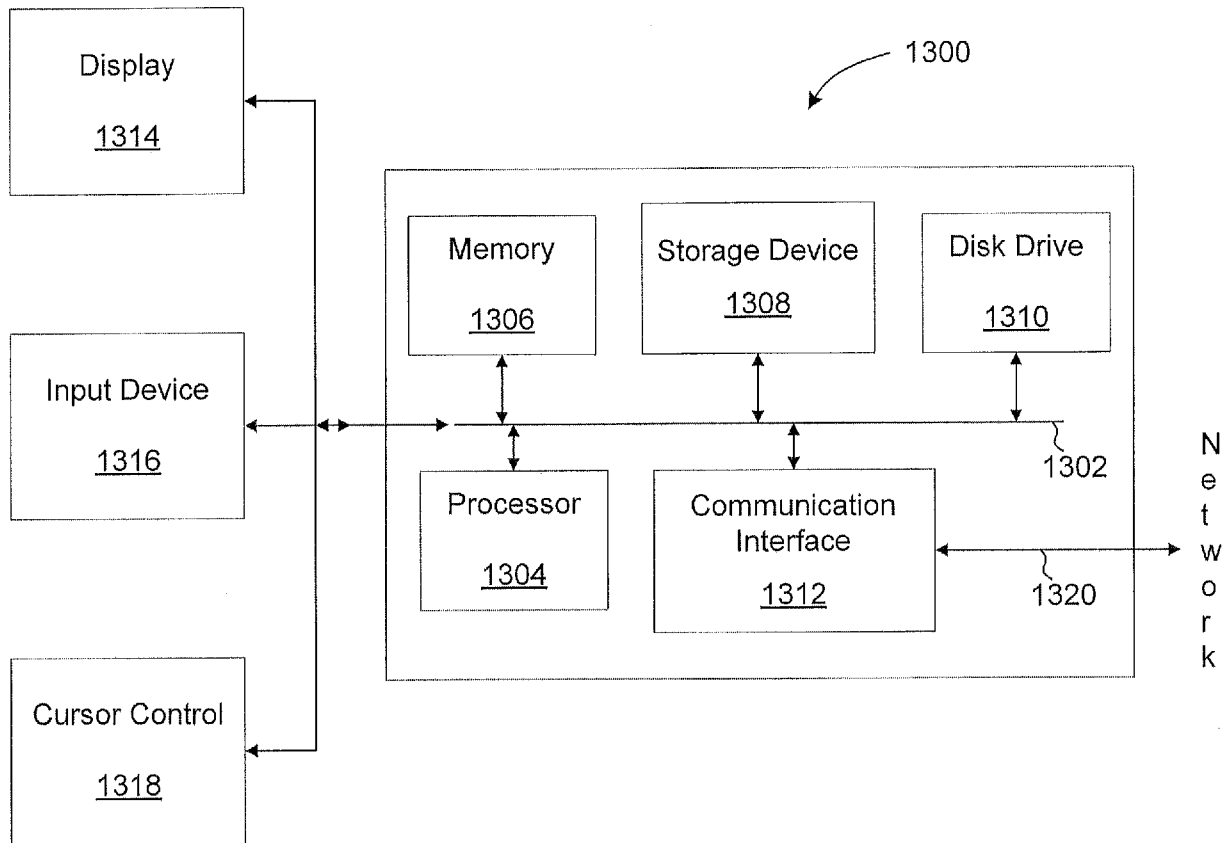 Display
1314
1300
Memory
1306
Storage Device
1308
Disk Drive
1310
Input Device
1316
1302
Processor
1304
Communication
Interface
1312
1320
Network
Cursor Control
1318